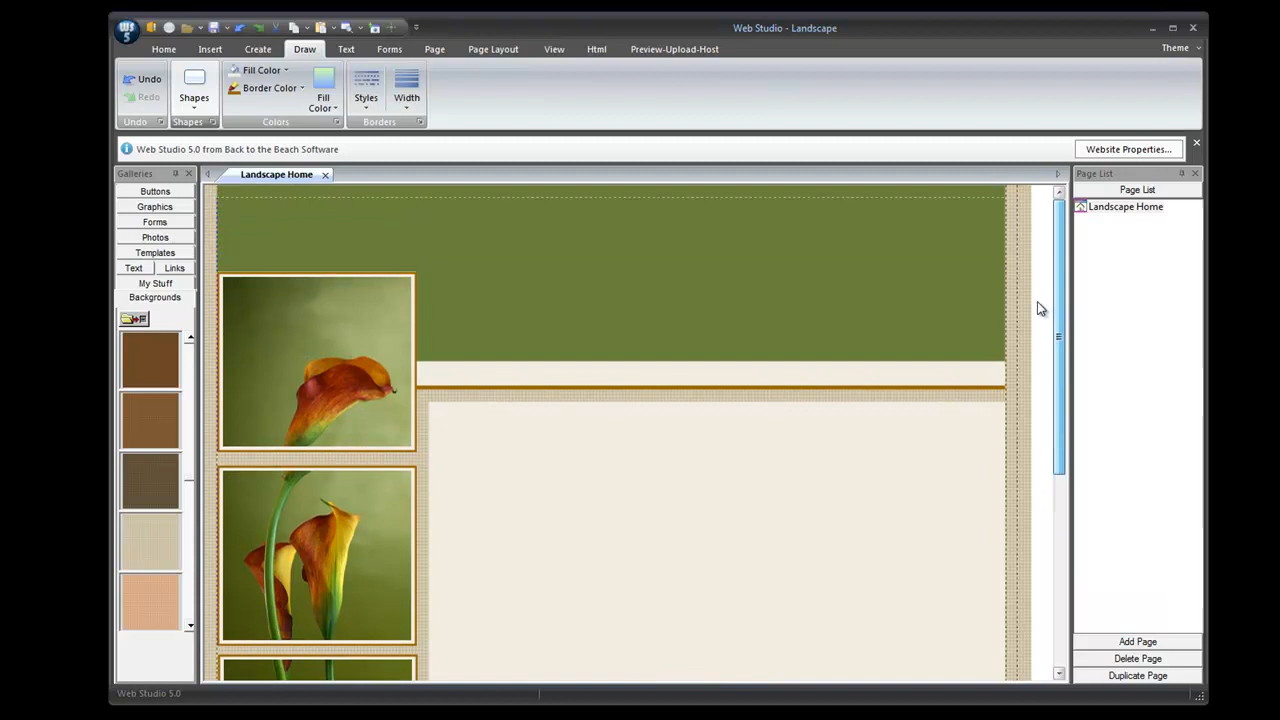 WS
5
Web Studio - Landscape
Home Insert Create Draw Text Forms Page Page Layout View Html Preview-Upload-Host
Theme
Undo
Redo
Undo
Shapes
Shapes
Fill Color
Border Color
Fill
Color
Colors
Styles
Width
Borders
Web Studio 5.0 from Back to the Beach Software
Website Properties...
Galleries
Landscape Home
Page List
Buttons
Graphics
Forms
Photos
Templates
Text Links
My Stuff
Backgrounds
Page List
Landscape Home
Add Page
Delete Page
Duplicate Page
Web Studio 5.0